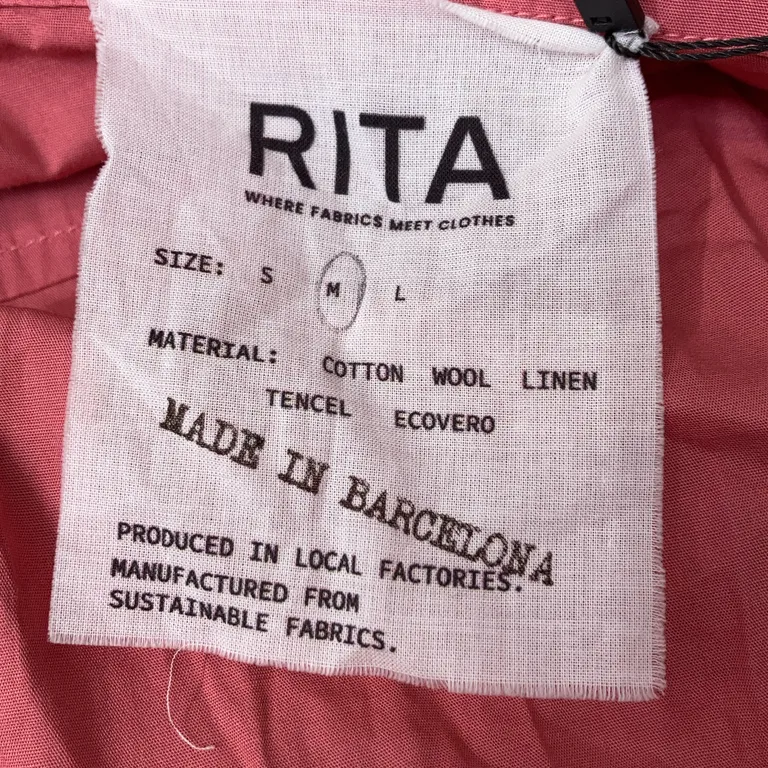 RITA
WHERE FABRICS MEET CLOTHES
SIZE: S M L
MATERIAL: COTTON WOOL LINEN
TENCEL ECOVERO
MADE IN BARCELONA
PRODUCED IN LOCAL FACTORIES.
MANUFACTURED FROM
SUSTAINABLE FABRICS.